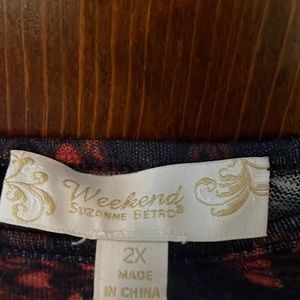 Weekend
SUZANNE BETRO®
2X
MADE
IN CHINA